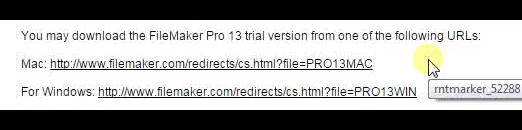 You may download the FileMaker Pro 13 trial version from one of the following URLs:
Mac: http://www.filemaker.com/redirects/cs.html?file=PRO13MAC
For Windows: http://www.filemaker.com/redirects/cs.html?file=PRO13WIN
rntmarker_52288